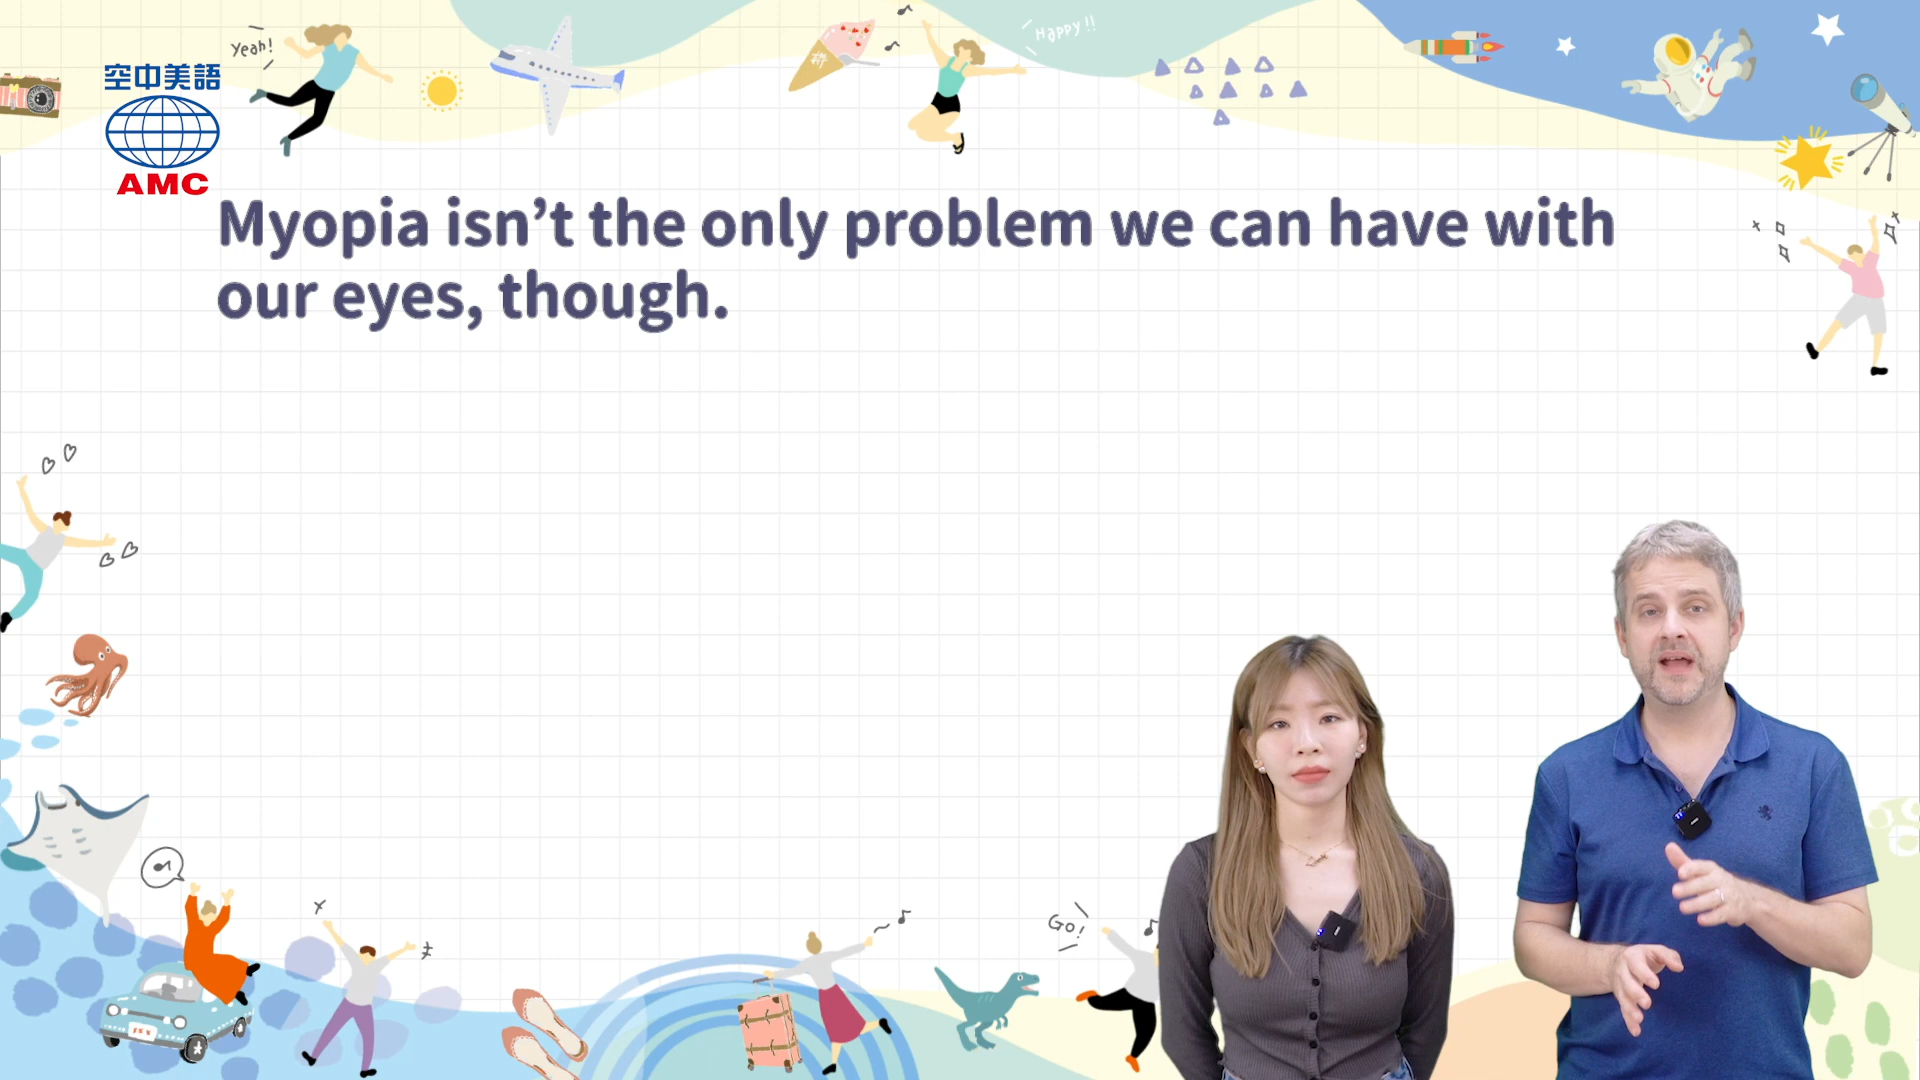 Yeah!
Happy!!
空中美語
AMC
Myopia isn’t the only problem we can have with
our eyes, though.
Go!